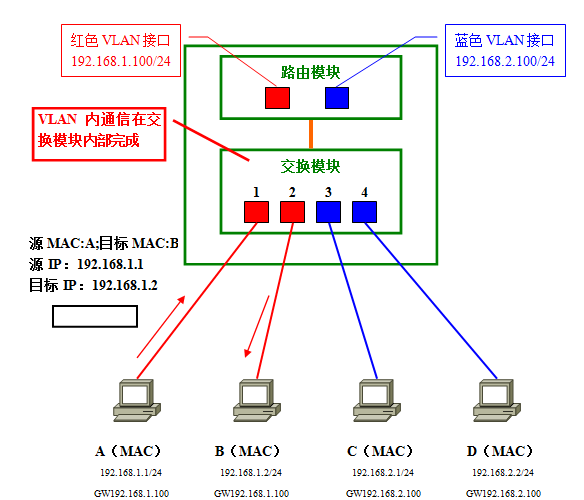 红色 VLAN 接口
192.168.1.100/24
蓝色 VLAN 接口
192.168.2.100/24
路由模块
VLAN 内通信在交
换模块内部完成
交换模块
1 2 3 4
源 MAC:A;目标 MAC:B
源 IP：192.168.1.1
目标 IP：192.168.1.2
A（MAC） B（MAC） C（MAC） D（MAC）
192.168.1.1/24 192.168.1.2/24 192.168.2.1/24 192.168.2.2/24
GW192.168.1.100 GW192.168.1.100 GW192.168.2.100 GW192.168.2.100